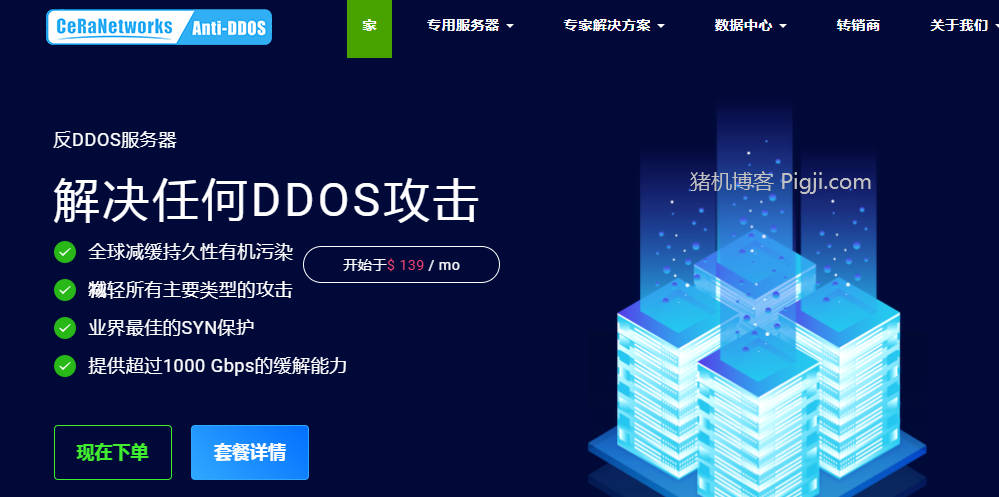 CeRaNetworks Anti-DDOS
家 专用服务器 专家解决方案 数据中心 转销商 关于我们
反DDOS服务器
解决任何DDOS攻击
全球减缓持久性有机污染
开始于$ 139 / mo
轻所有主要类型的攻击
业界最佳的SYN保护
提供超过1000 Gbps的缓解能力
现在下单 套餐详情
猪机博客 Pigji.com